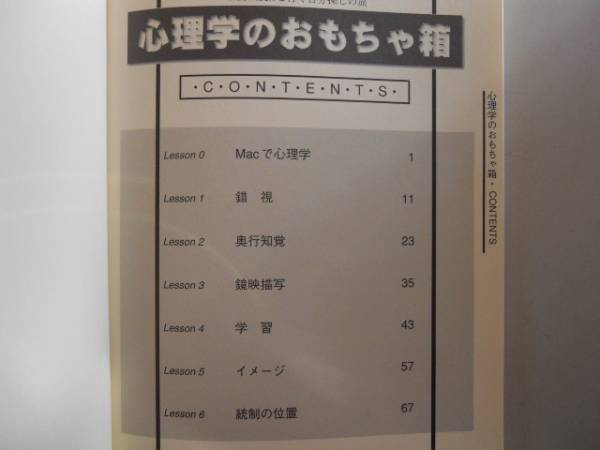 心理学のおもちゃ箱
・C・O・N・T・E・N・T・S・
Lesson 0 Macで心理学 1
Lesson 1 錯 視 11
Lesson 2 奥行知覚 23
Lesson 3 鏡映描写 35
Lesson 4 学 習 43
Lesson 5 イメージ 57
Lesson 6 統制の位置 67
心理学のおもちゃ箱・CONTENTS